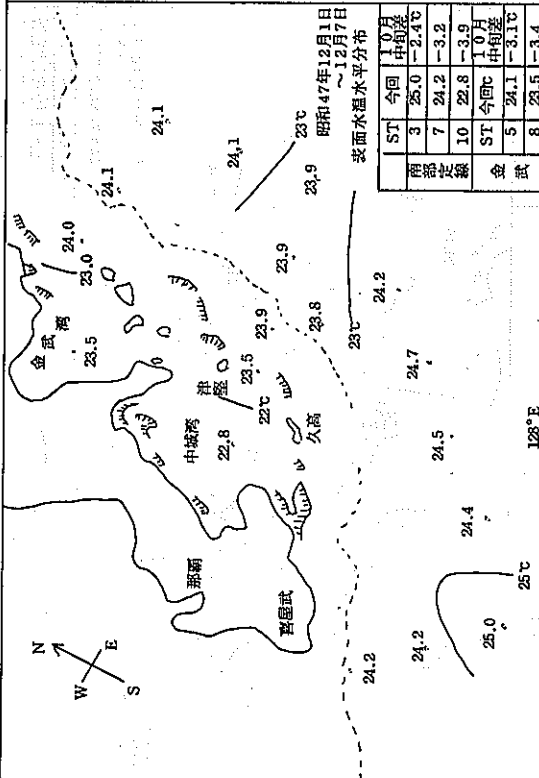 昭和47年12月1日
～12月7日
表面水温水平分布
ST 今回 10月中旬差
南部定線 3 25.0 -2.4℃
7 24.2 -3.2
10 22.8 -3.9
ST 今回℃ 10月中旬差
金武 5 24.1 -3.1℃
8 23.5 -3.4
N
W E
S
金武湾
23.5
23.0
24.0
24.1
24.1
24.1
23℃
23.9
23.9
23.9
23.8
23℃
中城湾
22.8
津堅
23.5
22℃
久高
那覇
喜屋武
24.2
24.7
24.5
24.4
24.2
24.2
25.0
25℃
128°E